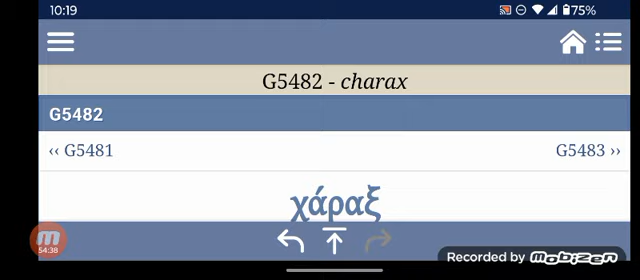 10:19 75%
G5482 - charax
G5482
‹‹ G5481 G5483 ››
χάραξ
54:38
Recorded by Mobizen